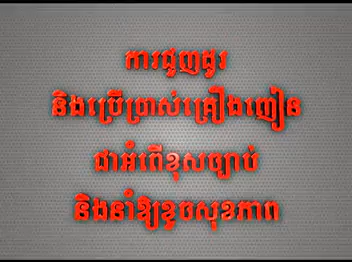 ការជួញដូរ
និងប្រើប្រាស់គ្រឿងញៀន
ជាអំពើខុសច្បាប់
និងនាំឱ្យខូចសុខភាព